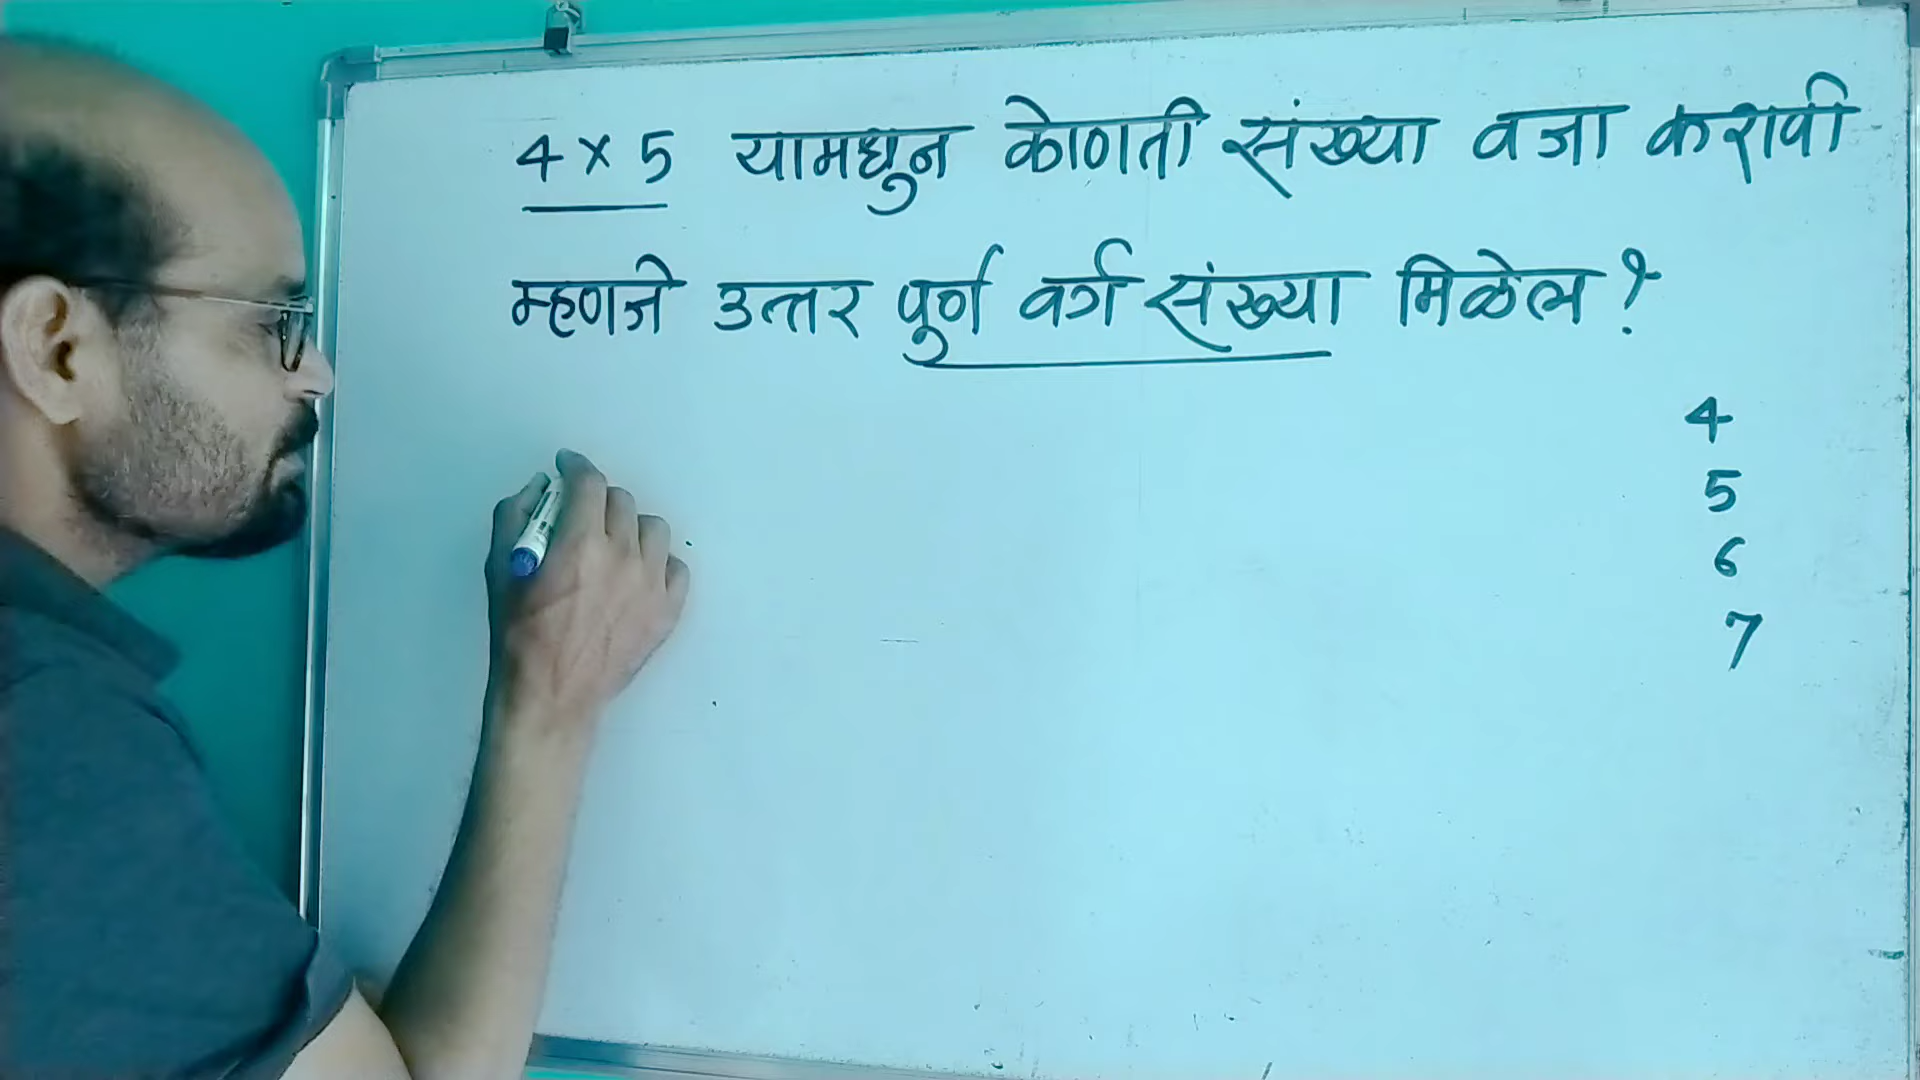 4 × 5 यामधुन कोणती संख्या वजा करावी
म्हणजे उत्तर पुर्ण वर्ग संख्या मिळेल ?
4
5
6
7